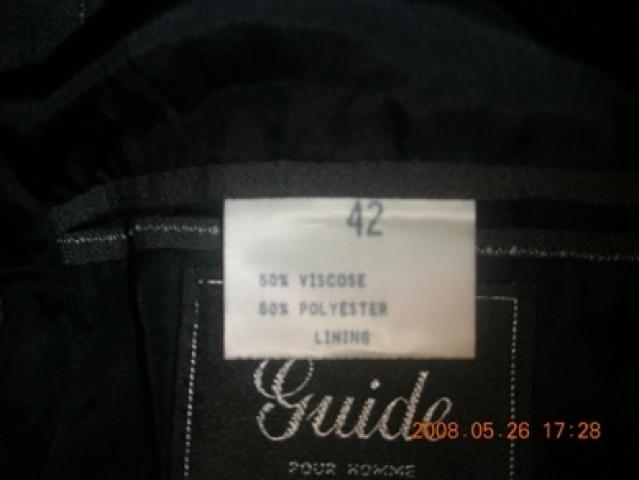 42
50% VISCOSE
50% POLYESTER
LINING
Guide
2008.05.26 17:28
POUR HOMME